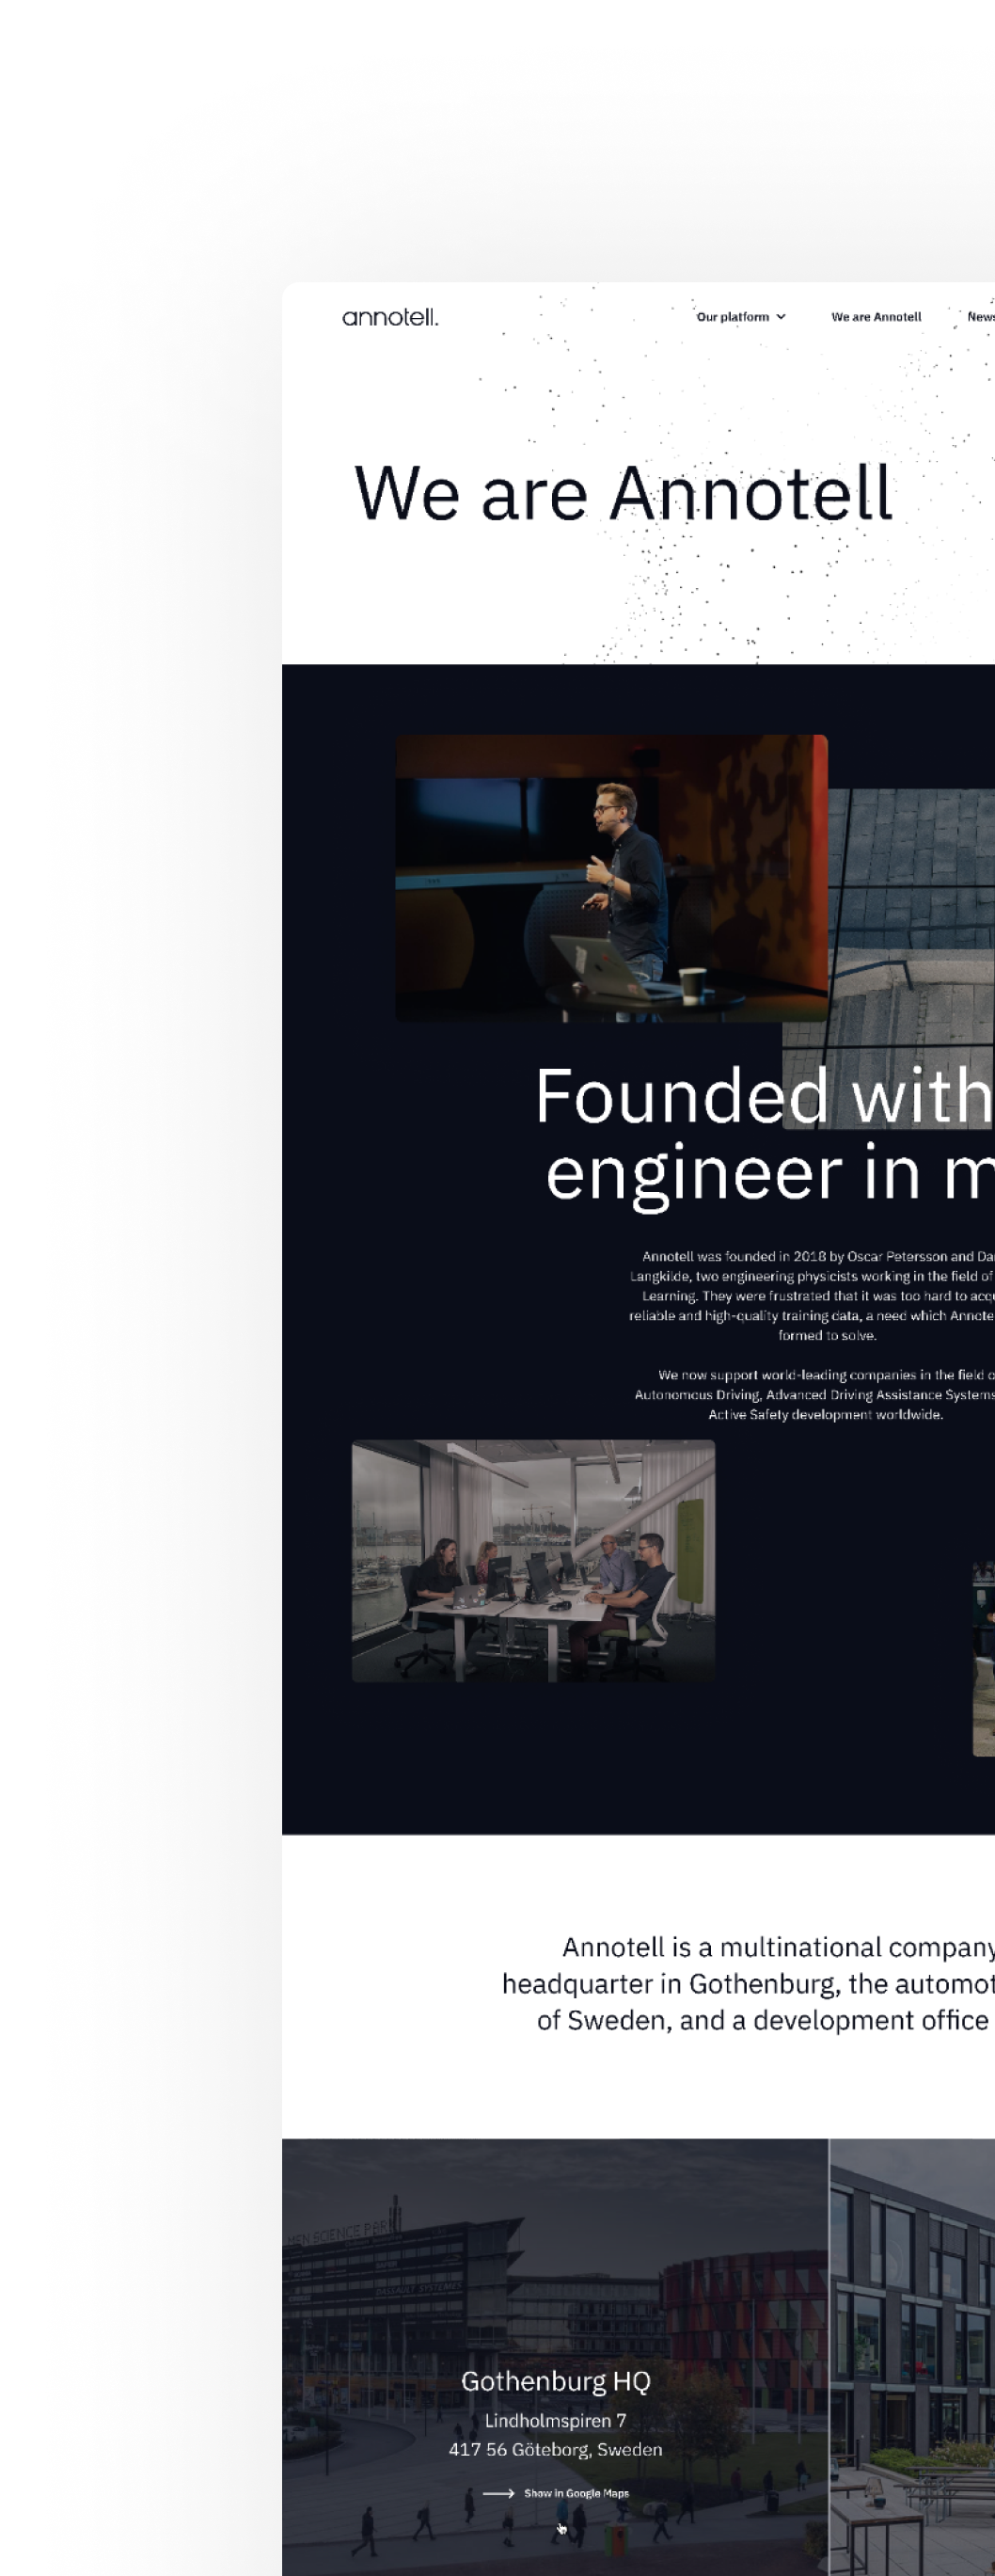 annotell.
Our platform
We are Annotell
News
We are Annotell
Founded with
engineer in m
Annotell was founded in 2018 by Oscar Petersson and Da
Langkilde, two engineering physicists working in the field of
Learning. They were frustrated that it was too hard to acq
reliable and high-quality training data, a need which Annote
formed to solve.
We now support world-leading companies in the field o
Autonomous Driving, Advanced Driving Assistance Systems
Active Safety development worldwide.
Annotell is a multinational company
headquarter in Gothenburg, the automot
of Sweden, and a development office
SCIENCE PARK
DASSAULT SYSTEMES
Gothenburg HQ
Lindholmspiren 7
417 56 Göteborg, Sweden
Show in Google Maps